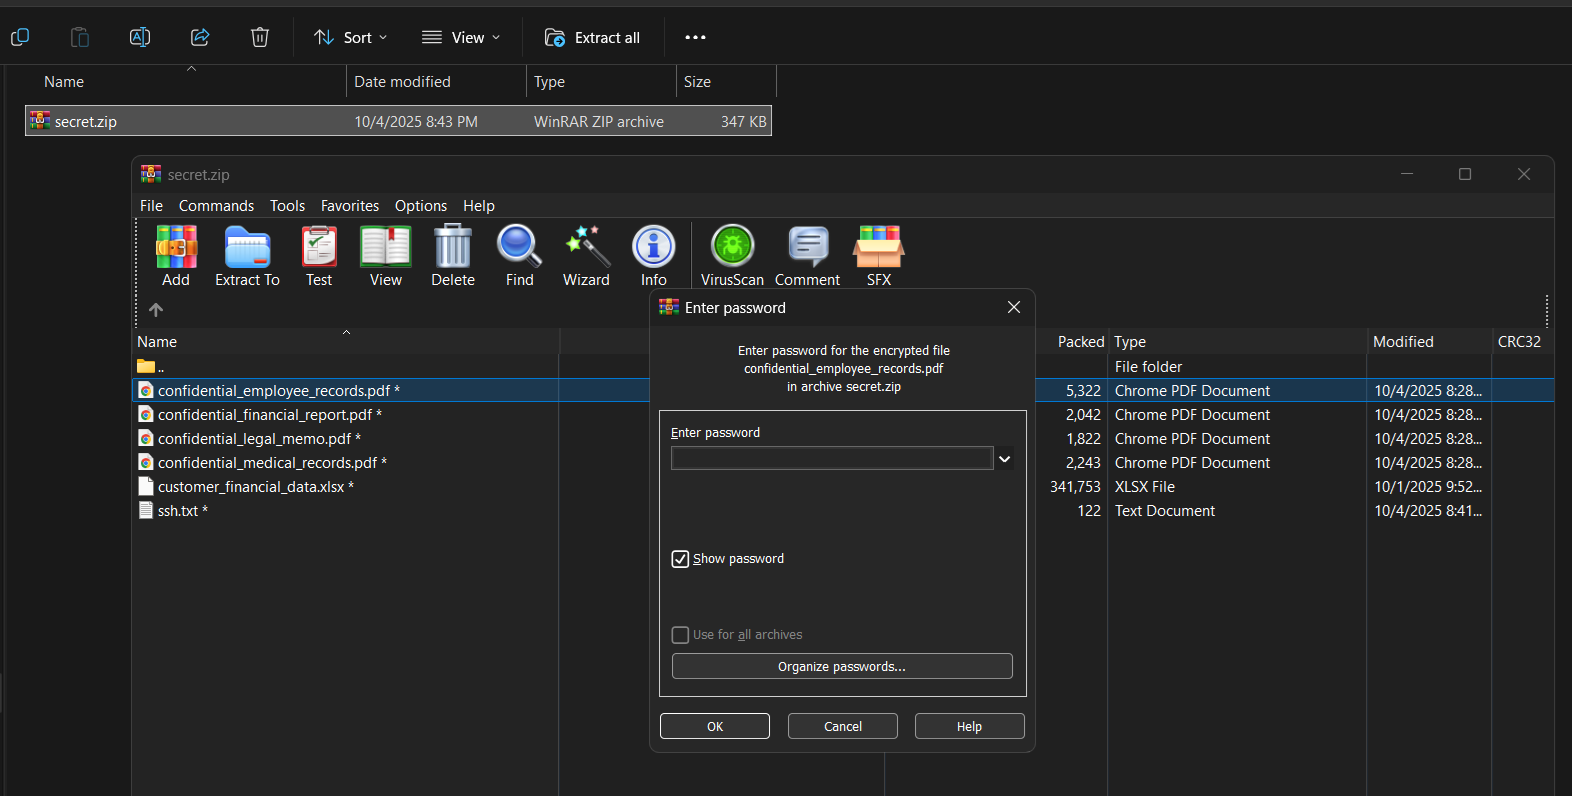 Sort View Extract all
Name Date modified Type Size
secret.zip 10/4/2025 8:43 PM WinRAR ZIP archive 347 KB
secret.zip
File Commands Tools Favorites Options Help
Add Extract To Test View Delete Find Wizard Info VirusScan Comment SFX
Enter password
Enter password for the encrypted file
confidential_employee_records.pdf
in archive secret.zip
Enter password
Show password
Use for all archives
Organize passwords...
OK Cancel Help
Name Packed Type Modified CRC32
.. File folder
confidential_employee_records.pdf * 5,322 Chrome PDF Document 10/4/2025 8:28...
confidential_financial_report.pdf * 2,042 Chrome PDF Document 10/4/2025 8:28...
confidential_legal_memo.pdf * 1,822 Chrome PDF Document 10/4/2025 8:28...
confidential_medical_records.pdf * 2,243 Chrome PDF Document 10/4/2025 8:28...
customer_financial_data.xlsx * 341,753 XLSX File 10/1/2025 9:52...
ssh.txt * 122 Text Document 10/4/2025 8:41...